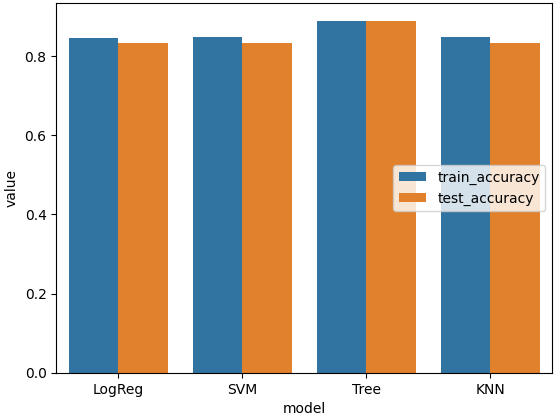 value
0.8
0.6
0.4
0.2
0.0
train_accuracy
test_accuracy
LogReg SVM Tree KNN
model